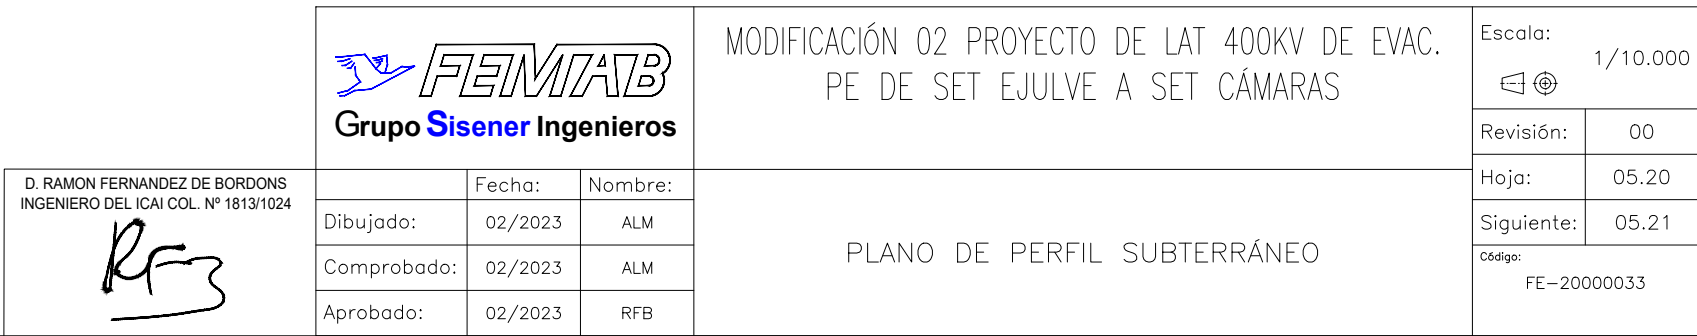 FEMAB
Grupo Sisener Ingenieros
MODIFICACIÓN 02 PROYECTO DE LAT 400KV DE EVAC.
PE DE SET EJULVE A SET CÁMARAS
Escala:
1/10.000
Revisión: 00
Hoja: 05.20
Siguiente: 05.21
Código:
FE-20000033
D. RAMON FERNANDEZ DE BORDONS
INGENIERO DEL ICAI COL. Nº 1813/1024
RFB
Fecha: Nombre:
Dibujado: 02/2023 ALM
Comprobado: 02/2023 ALM
Aprobado: 02/2023 RFB
PLANO DE PERFIL SUBTERRÁNEO